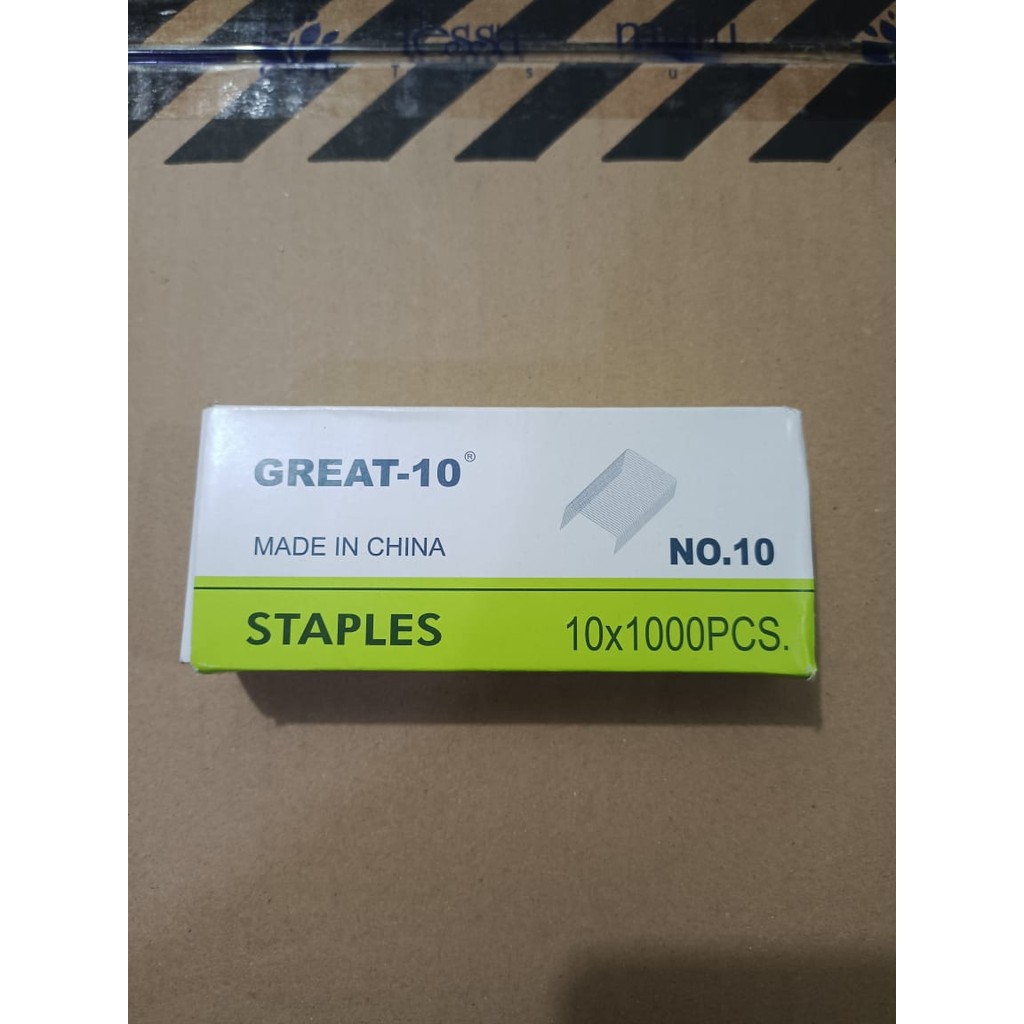 GREAT-10®
MADE IN CHINA
NO.10
STAPLES
10x1000PCS.